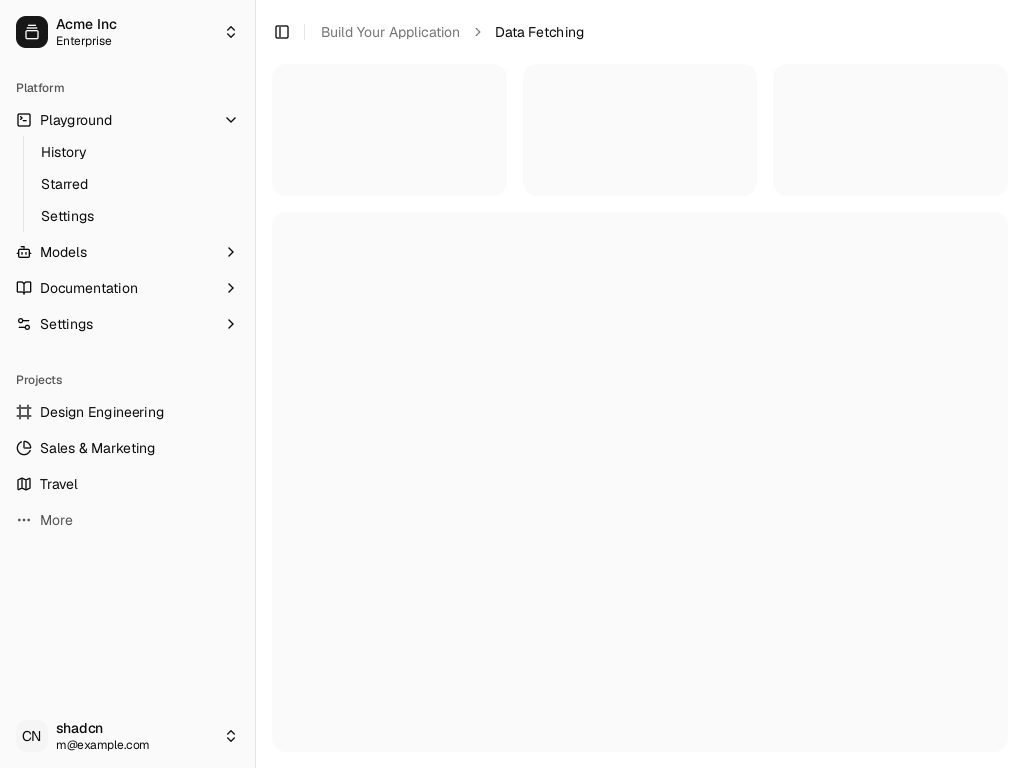 Acme Inc
Enterprise
Platform
Playground
History
Starred
Settings
Models
Documentation
Settings
Projects
Design Engineering
Sales & Marketing
Travel
More
CN
shadcn
m@example.com
Build Your Application
Data Fetching